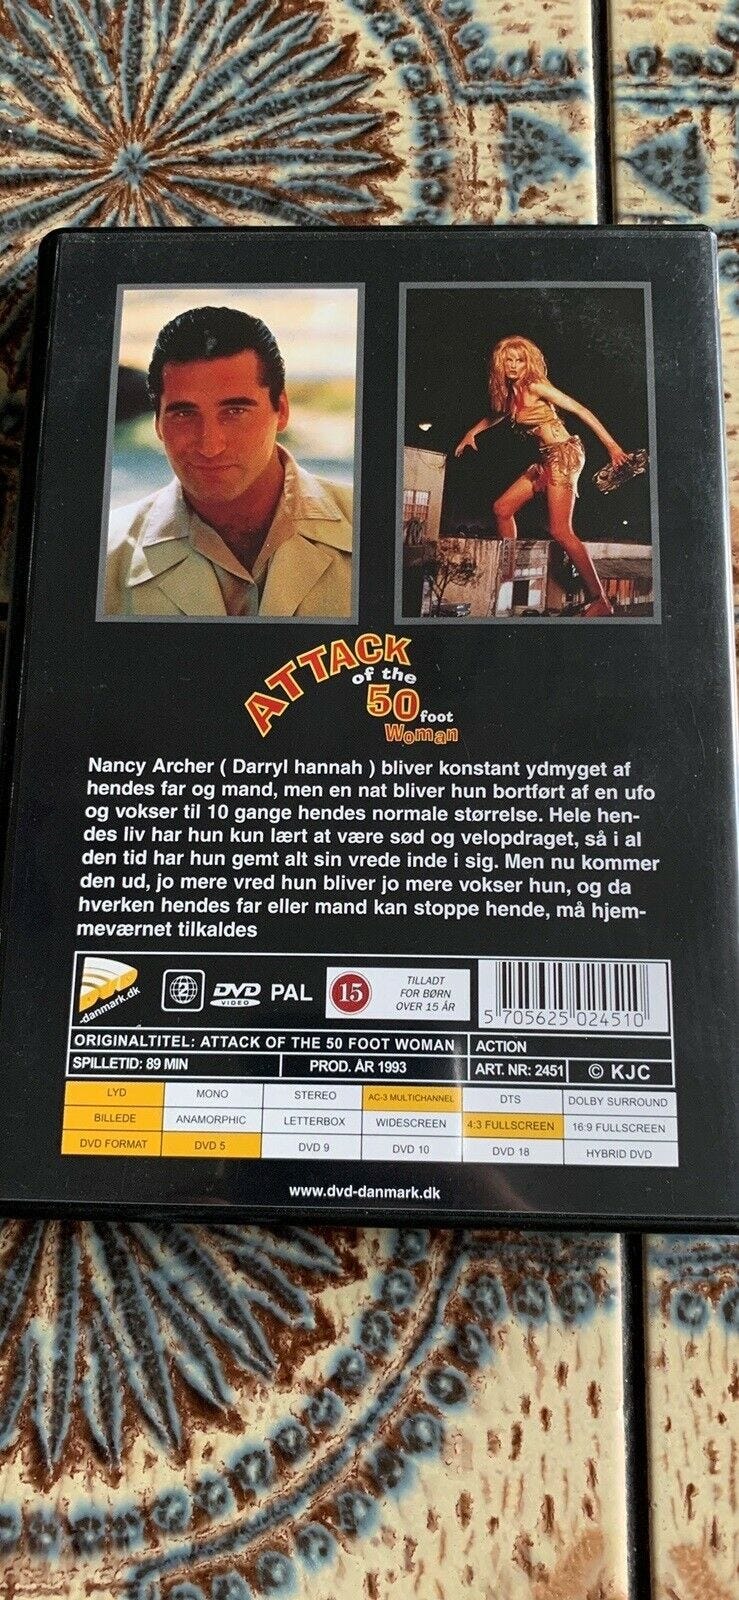 ATTACK
of the
50 foot
Woman
Nancy Archer ( Darryl hannah ) bliver konstant ydmyget af
hendes far og mand, men en nat bliver hun bortført af en ufo
og vokser til 10 gange hendes normale størrelse. Hele hen-
des liv har hun kun lært at være sød og velopdraget, så i al
den tid har hun gemt alt sin vrede inde i sig. Men nu kommer
den ud, jo mere vred hun bliver jo mere vokser hun, og da
hverken hendes far eller mand kan stoppe hende, må hjem-
meværnet tilkaldes
DVD
-danmark.dk
2
DVD
VIDEO
PAL
15
TILLADT
FOR BØRN
OVER 15 ÅR
5 705625 024510
ORIGINALTITEL: ATTACK OF THE 50 FOOT WOMAN ACTION
SPILLETID: 89 MIN PROD. ÅR 1993 ART. NR: 2451 © KJC
LYD MONO STEREO AC-3 MULTICHANNEL DTS DOLBY SURROUND
BILLEDE ANAMORPHIC LETTERBOX WIDESCREEN 4:3 FULLSCREEN 16:9 FULLSCREEN
DVD FORMAT DVD 5 DVD 9 DVD 10 DVD 18 HYBRID DVD
www.dvd-danmark.dk